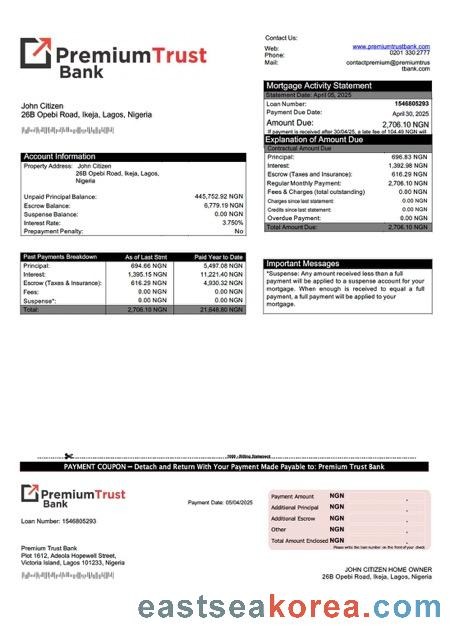 PremiumTrust
Bank
Contact Us:
Web: www.premiumtrustbank.com
Phone: 0201 330 2777
Mail: contactpremium@premiumtrus
tbank.com
John Citizen
26B Opebi Road, Ikeja, Lagos, Nigeria
Mortgage Activity Statement
Statement Date: April 05, 2025
Loan Number: 1546805293
Payment Due Date: April 30, 2025
Amount Due: 2,706.10 NGN
If payment is received after 30/04/25, a late fee of 104.49 NGN will
Explanation of Amount Due
Contractual Amount Due
Principal: 696.83 NGN
Interest: 1,392.98 NGN
Escrow (Taxes and Insurance): 616.29 NGN
Regular Monthly Payment: 2,706.10 NGN
Fees & Charges (total outstanding) 0.00 NGN
Charges since last statement: 0.00 NGN
Credits since last statement: 0.00 NGN
Overdue Payment: 0.00 NGN
Total Amount Due: 2,706.10 NGN
Account Information
Property Address: John Citizen
26B Opebi Road, Ikeja, Lagos,
Nigeria
Unpaid Principal Balance: 445,752.92 NGN
Escrow Balance: 6,779.19 NGN
Suspense Balance: 0.00 NGN
Interest Rate: 3.750%
Prepayment Penalty: No
Past Payments Breakdown As of Last Stmt Paid Year to Date
Principal: 694.66 NGN 5,497.08 NGN
Interest: 1,395.15 NGN 11,221.40 NGN
Escrow (Taxes & Insurance): 616.29 NGN 4,930.32 NGN
Fees: 0.00 NGN 0.00 NGN
Suspense*: 0.00 NGN 0.00 NGN
Total: 2,706.10 NGN 21,648.80 NGN
Important Messages
*Suspense: Any amount received less than a full
payment will be applied to a suspense account for your
mortgage. When enough is received to equal a full
payment, a full payment will be applied to your
mortgage.
Billing Statement
PAYMENT COUPON – Detach and Return With Your Payment Made Payable to: Premium Trust Bank
PremiumTrust
Bank
Payment Date: 05/04/2025
Loan Number: 1546805293
Payment Amount NGN
Additional Principal NGN
Additional Escrow NGN
Other NGN
Total Amount Enclosed NGN
Please write the loan number on the front of your check
Premium Trust Bank
Plot 1612, Adeola Hopewell Street,
Victoria Island, Lagos 101233, Nigeria
JOHN CITIZEN HOME OWNER
26B Opebi Road, Ikeja, Lagos, Nigeria
eastseakorea.com